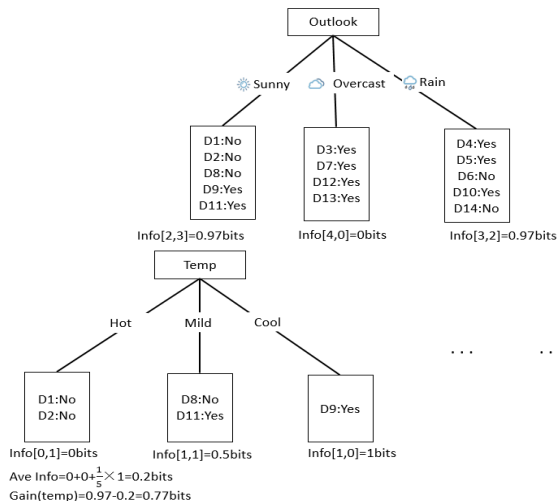 Outlook
Sunny Overcast Rain
D1:No
D2:No
D8:No
D9:Yes
D11:Yes
D3:Yes
D7:Yes
D12:Yes
D13:Yes
D4:Yes
D5:Yes
D6:No
D10:Yes
D14:No
Info[2,3]=0.97bits
Info[4,0]=0bits
Info[3,2]=0.97bits
Temp
Hot Mild Cool
... ..
D1:No
D2:No
D8:No
D11:Yes
D9:Yes
Info[0,1]=0bits
Info[1,1]=0.5bits
Info[1,0]=1bits
Ave Info=0+0+1/5×1=0.2bits
Gain(temp)=0.97-0.2=0.77bits